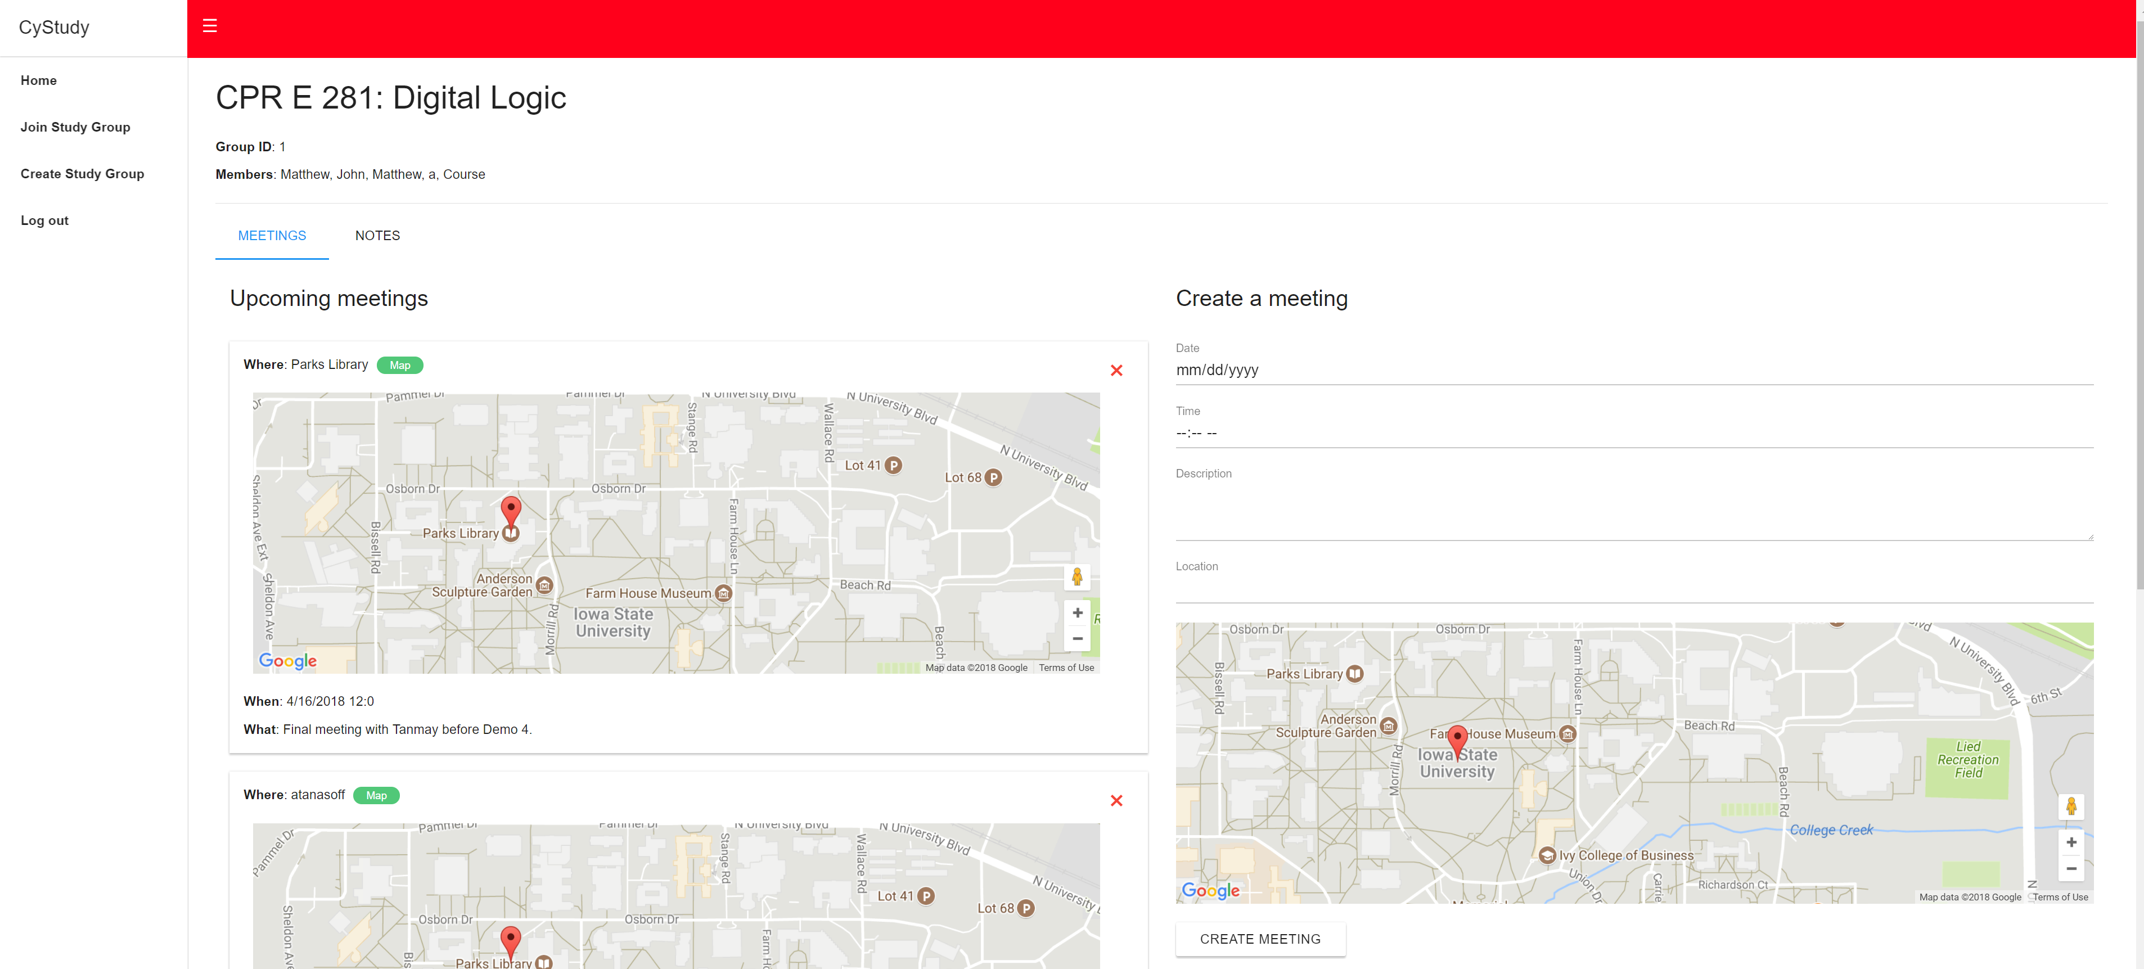 CyStudy
Home
Join Study Group
Create Study Group
Log out
CPR E 281: Digital Logic
Group ID: 1
Members: Matthew, John, Matthew, a, Course
MEETINGS
NOTES
Upcoming meetings
Where: Parks Library Map
Pammel Dr
Pammel Dr
N University Blvd
N University Blvd
Stange Rd
Wallace Rd
N University Blvd
Lot 41 P
Lot 68 P
Sheldon Ave Ext
Osborn Dr
Osborn Dr
Bissell Rd
Farm House Ln
Parks Library
Anderson
Sculpture Garden
Farm House Museum
Beach Rd
Sheldon Ave
Morrill Rd
Iowa State
University
Beach
Google
Map data ©2018 Google
Terms of Use
When: 4/16/2018 12:0
What: Final meeting with Tanmay before Demo 4.
Where: atanasoff Map
Pammel Dr
Pammel Dr
Pammel Dr
N University Blvd
N University Blvd
Stange Rd
Wallace Rd
N University Blvd
Lot 41 P
Lot 68 P
Sheldon Ave
Osborn Dr
Osborn Dr
Bissell
Farm House
Parks Library
Create a meeting
Date
mm/dd/yyyy
Time
--:-- --
Description
Location
Osborn Dr
Osborn Dr
Blvd
N University Blvd
6th St
Bissell Rd
Farm House Ln
Parks Library
Anderson
Sculpture Garden
Farm House Museum
Beach Rd
Morrill Rd
Iowa State
University
Lied
Recreation
Field
Beach Rd
College Creek
Ivy College of Business
Union Dr
Richardson Ct
Google
Map data ©2018 Google
Terms of Use
CREATE MEETING